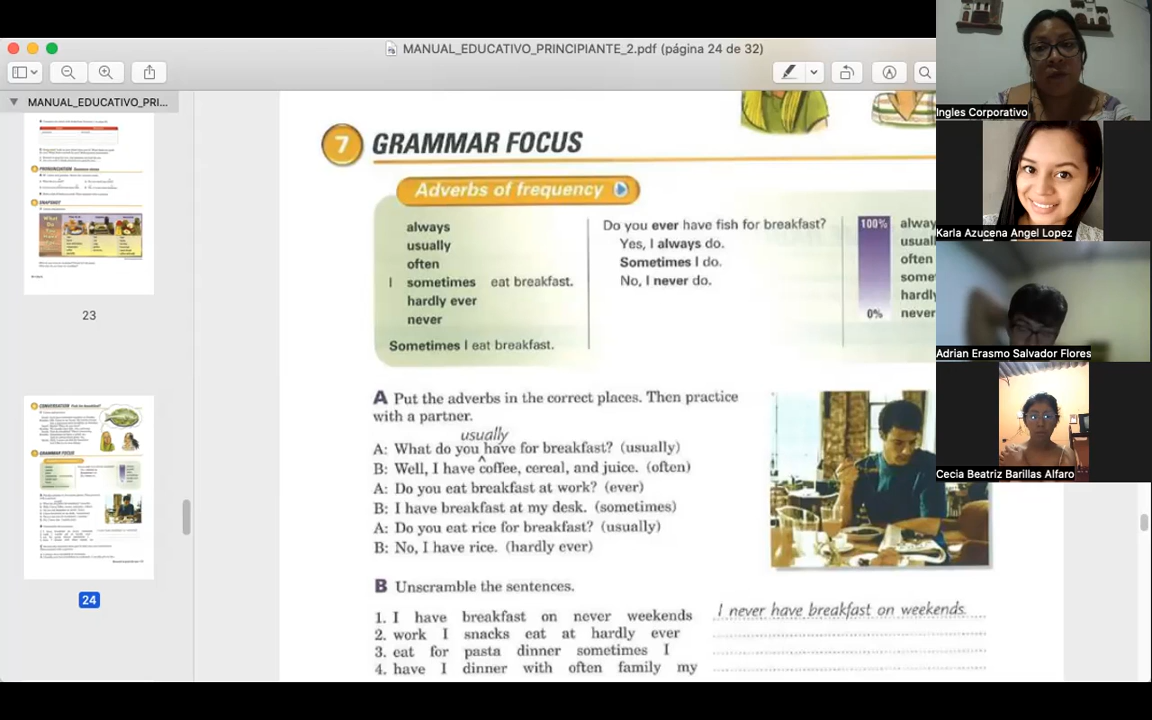 MANUAL_EDUCATIVO_PRINCIPIANTE_2.pdf (página 24 de 32)
MANUAL_EDUCATIVO_PRI...
23
24
7 GRAMMAR FOCUS
Adverbs of frequency
always
usually
often
I sometimes eat breakfast.
hardly ever
never
Sometimes I eat breakfast.
Do you ever have fish for breakfast?
Yes, I always do.
Sometimes I do.
No, I never do.
100%
0%
alway
usuall
often
some
hardly
never
A Put the adverbs in the correct places. Then practice
with a partner.
usually
A: What do you have for breakfast? (usually)
B: Well, I have coffee, cereal, and juice. (often)
A: Do you eat breakfast at work? (ever)
B: I have breakfast at my desk. (sometimes)
A: Do you eat rice for breakfast? (usually)
B: No, I have rice. (hardly ever)
B Unscramble the sentences.
1. I have breakfast on never weekends I never have breakfast on weekends.
2. work I snacks eat at hardly ever
3. eat for pasta dinner sometimes I
4. have I dinner with often family my
Ingles Corporativo
Karla Azucena Angel Lopez
Adrian Erasmo Salvador Flores
Cecia Beatriz Barillas Alfaro